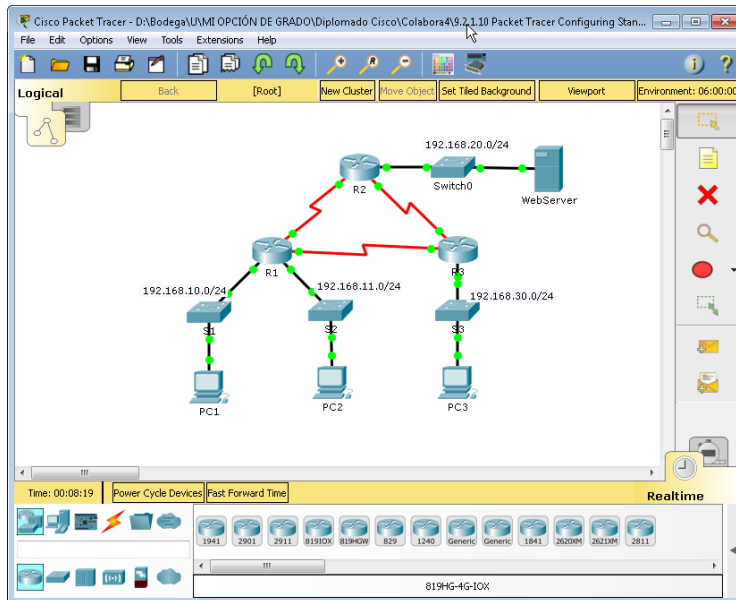 Cisco Packet Tracer - D:\Bodega\U\MI OPCIÓN DE GRADO\Diplomado Cisco\Colabora4\9.2.1.10 Packet Tracer Configuring Stan...
File Edit Options View Tools Extensions Help
Logical Back [Root] New Cluster Move Object Set Tiled Background Viewport Environment: 06:00:00
192.168.20.0/24
R2
Switch0
WebServer
R1
R3
192.168.10.0/24
192.168.11.0/24
192.168.30.0/24
S1
S2
S3
PC1
PC2
PC3
Time: 00:08:19 Power Cycle Devices Fast Forward Time
Realtime
1941 2901 2911 819IOX 819HGW 829 1240 Generic Generic 1841 2620XM 2621XM 2811
819HG-4G-IOX